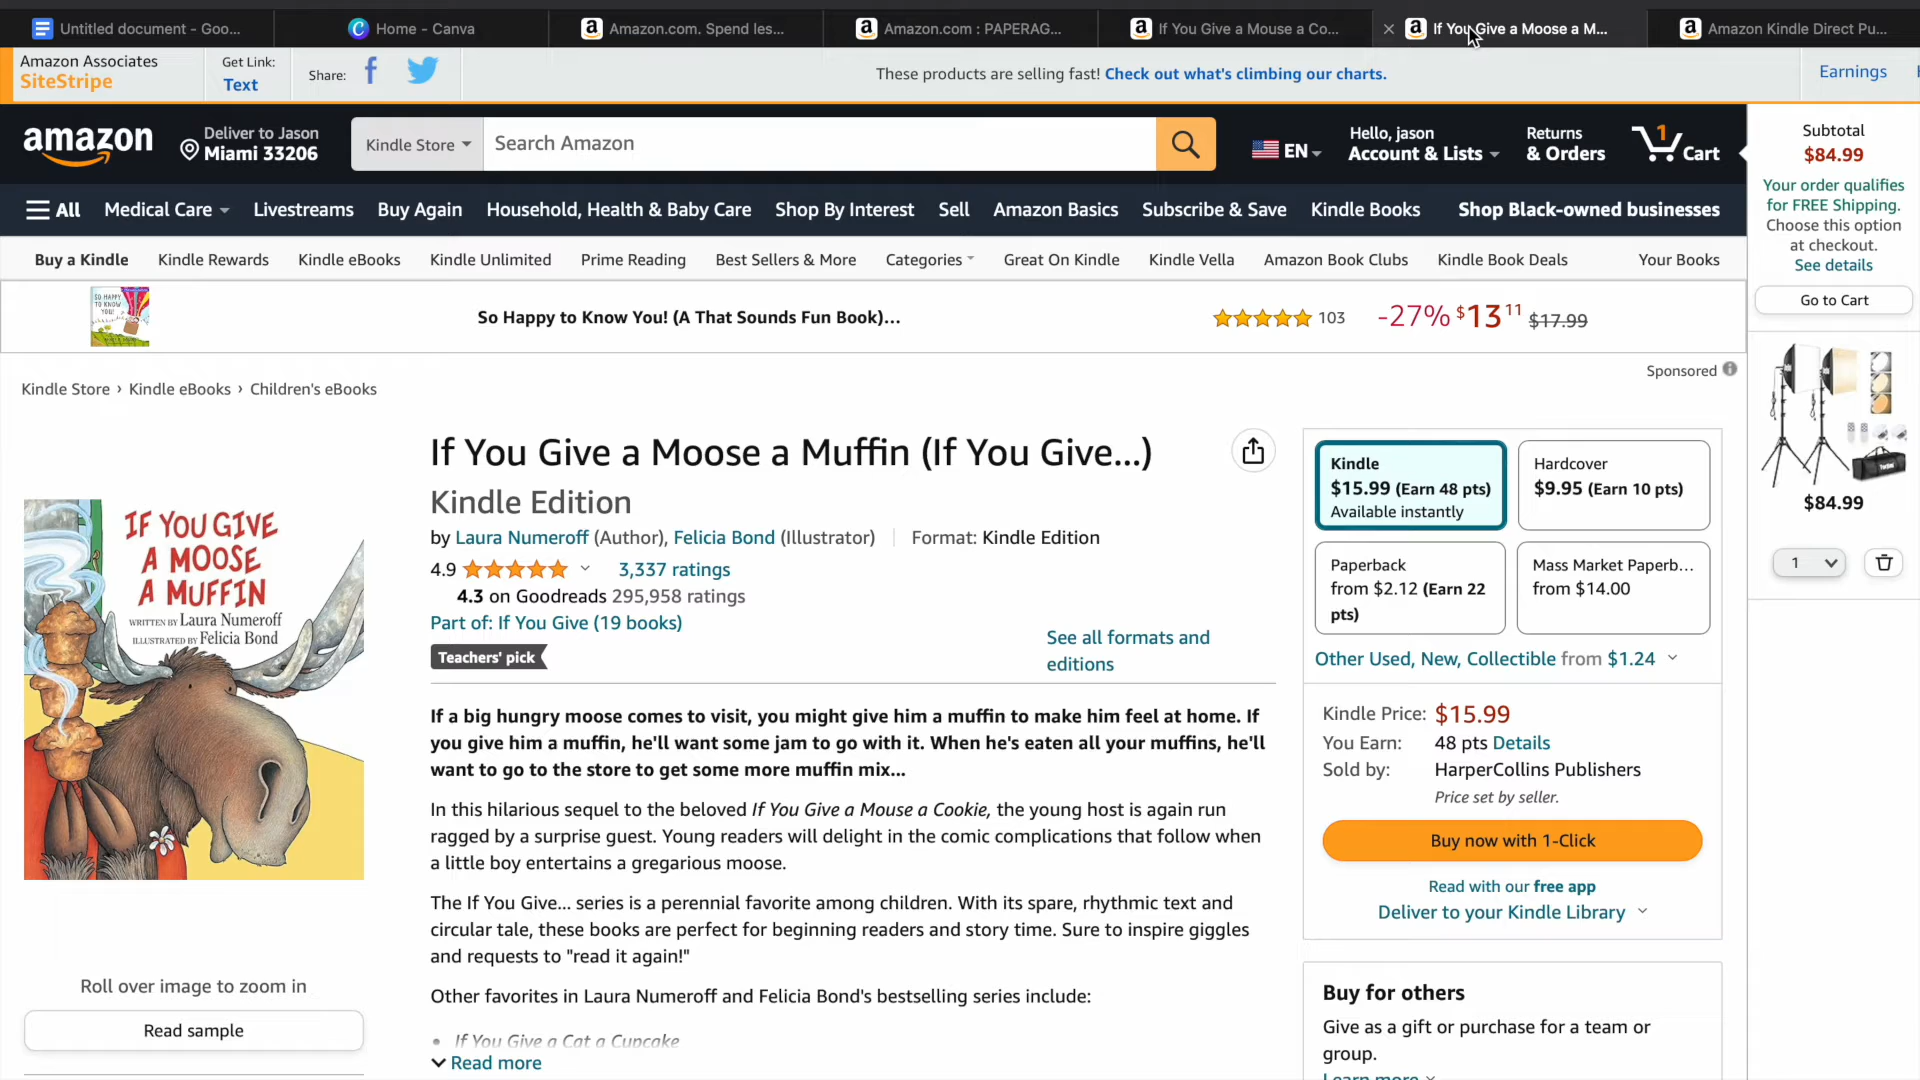 Untitled document - Goo...
Home - Canva
Amazon.com. Spend les...
Amazon.com : PAPERAG...
If You Give a Mouse a Co...
If You Give a Moose a M...
Amazon Kindle Direct Pu...
Amazon Associates
SiteStripe
Get Link:
Text
Share:
These products are selling fast! Check out what's climbing our charts.
Earnings
amazon
Deliver to Jason
Miami 33206
Kindle Store
Search Amazon
EN
Hello, jason
Account & Lists
Returns
& Orders
1
Cart
All
Medical Care
Livestreams
Buy Again
Household, Health & Baby Care
Shop By Interest
Sell
Amazon Basics
Subscribe & Save
Kindle Books
Shop Black-owned businesses
Buy a Kindle
Kindle Rewards
Kindle eBooks
Kindle Unlimited
Prime Reading
Best Sellers & More
Categories
Great On Kindle
Kindle Vella
Amazon Book Clubs
Kindle Book Deals
Your Books
SO HAPPY
TO KNOW
YOU!
So Happy to Know You! (A That Sounds Fun Book)...
103
-27% $13 11 $17.99
Sponsored
Kindle Store › Kindle eBooks › Children's eBooks
IF YOU GIVE
A MOOSE
A MUFFIN
WRITTEN BY Laura Numeroff
ILLUSTRATED BY Felicia Bond
Roll over image to zoom in
Read sample
If You Give a Moose a Muffin (If You Give...)
Kindle Edition
by Laura Numeroff (Author), Felicia Bond (Illustrator)
Format: Kindle Edition
4.9
3,337 ratings
4.3 on Goodreads 295,958 ratings
Part of: If You Give (19 books)
Teachers' pick
See all formats and
editions
If a big hungry moose comes to visit, you might give him a muffin to make him feel at home. If
you give him a muffin, he'll want some jam to go with it. When he's eaten all your muffins, he'll
want to go to the store to get some more muffin mix...
In this hilarious sequel to the beloved If You Give a Mouse a Cookie, the young host is again run
ragged by a surprise guest. Young readers will delight in the comic complications that follow when
a little boy entertains a gregarious moose.
The If You Give... series is a perennial favorite among children. With its spare, rhythmic text and
circular tale, these books are perfect for beginning readers and story time. Sure to inspire giggles
and requests to "read it again!"
Other favorites in Laura Numeroff and Felicia Bond's bestselling series include:
• If You Give a Cat a Cupcake
Read more
Kindle
$15.99 (Earn 48 pts)
Available instantly
Hardcover
$9.95 (Earn 10 pts)
Paperback
from $2.12 (Earn 22
pts)
Mass Market Paperb...
from $14.00
Other Used, New, Collectible from $1.24
Kindle Price: $15.99
You Earn: 48 pts Details
Sold by: HarperCollins Publishers
Price set by seller.
Buy now with 1-Click
Read with our free app
Deliver to your Kindle Library
Buy for others
Give as a gift or purchase for a team or
group.
Learn more
Subtotal
$84.99
Your order qualifies
for FREE Shipping.
Choose this option
at checkout.
See details
Go to Cart
$84.99
1